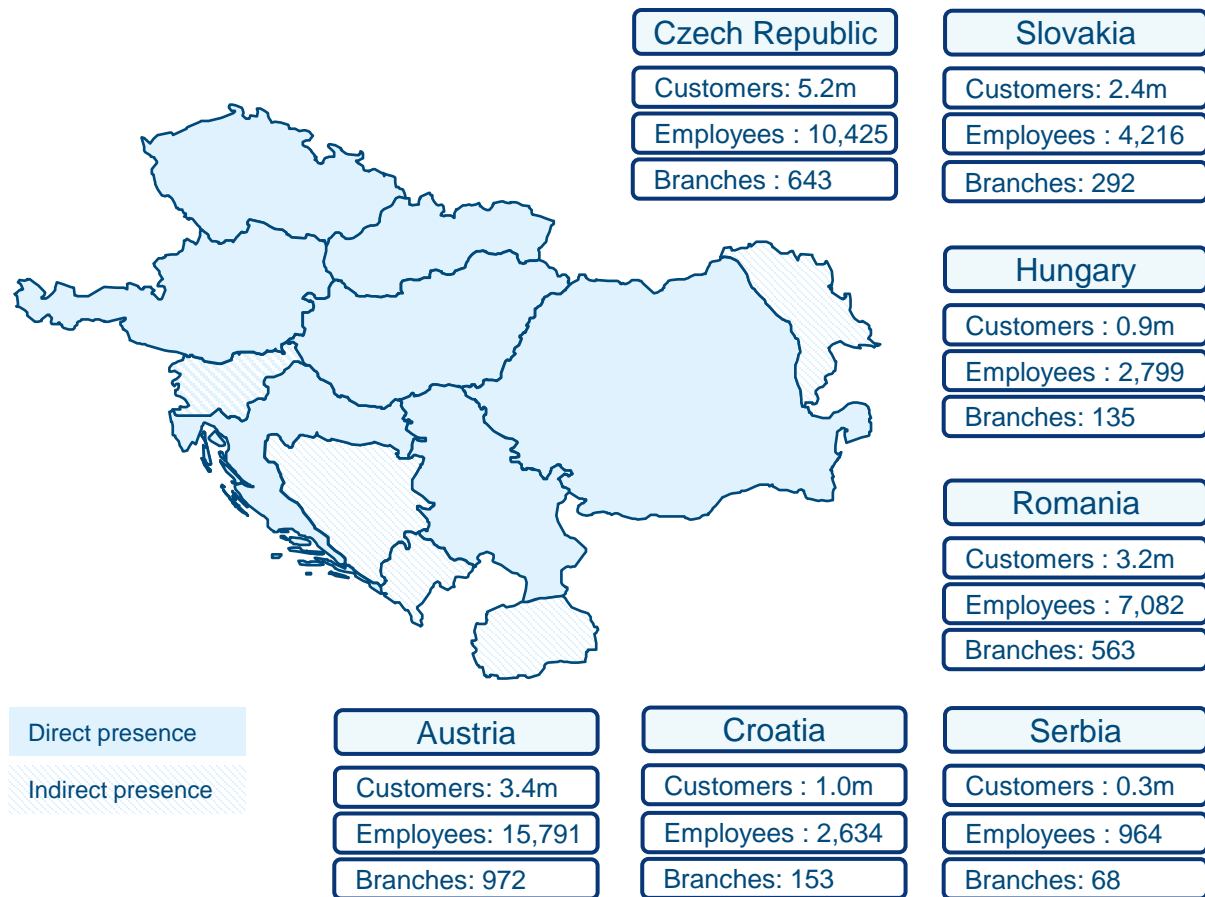 Czech Republic
Customers: 5.2m
Employees : 10,425
Branches : 643
Slovakia
Customers: 2.4m
Employees : 4,216
Branches: 292
Hungary
Customers : 0.9m
Employees : 2,799
Branches : 135
Romania
Customers : 3.2m
Employees : 7,082
Branches: 563
Direct presence
Indirect presence
Austria
Customers: 3.4m
Employees: 15,791
Branches: 972
Croatia
Customers : 1.0m
Employees : 2,634
Branches : 153
Serbia
Customers : 0.3m
Employees : 964
Branches : 68